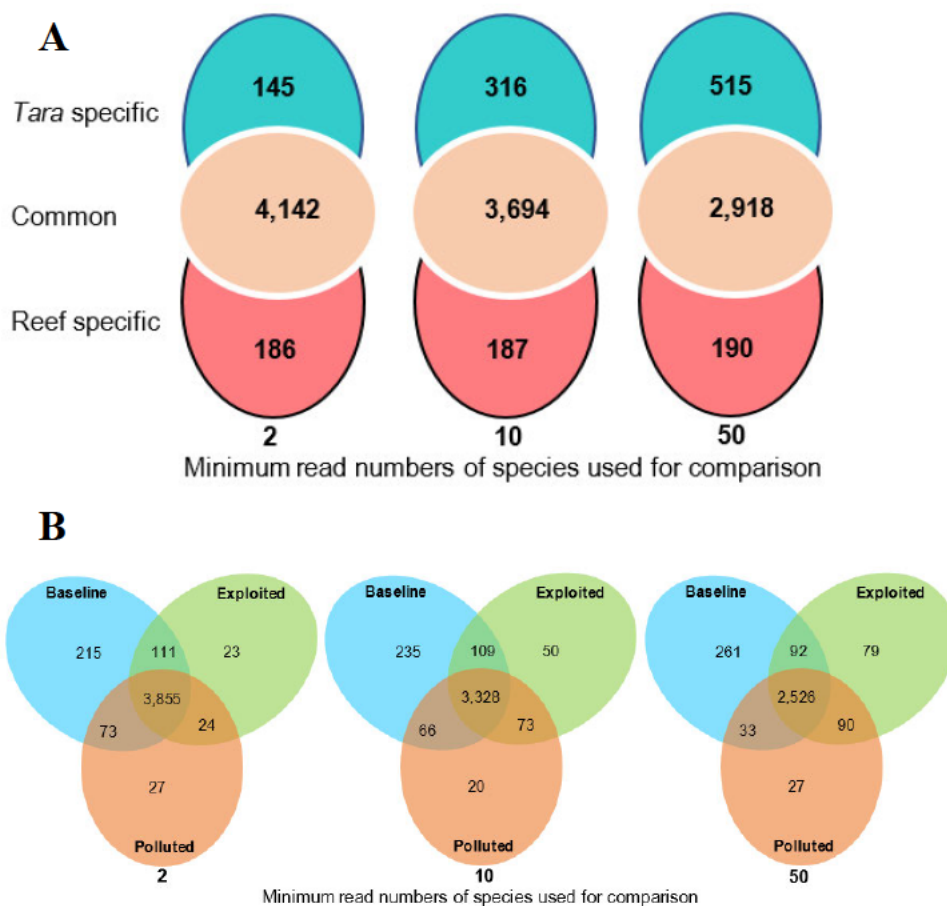 A
Tara specific
145 316 515
Common
4,142 3,694 2,918
Reef specific
186 187 190
2 10 50
Minimum read numbers of species used for comparison
B
Baseline Exploited Baseline Exploited Baseline Exploited
215 111 23 235 109 50 261 92 79
3,855 3,328 2,526
73 24 66 73 33 90
27 20 27
Polluted Polluted Polluted
2 10 50
Minimum read numbers of species used for comparison